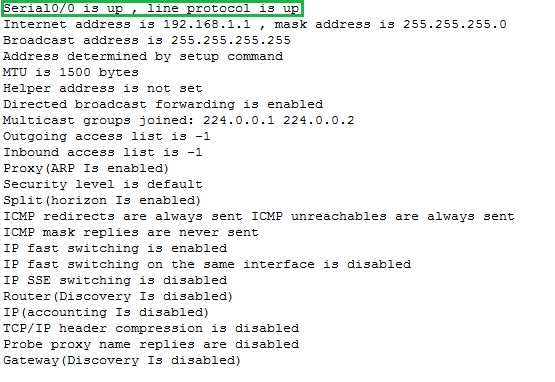 Serial0/0 is up , line protocol is up
Internet address is 192.168.1.1 , mask address is 255.255.255.0
Broadcast address is 255.255.255.255
Address determined by setup command
MTU is 1500 bytes
Helper address is not set
Directed broadcast forwarding is enabled
Multicast groups joined: 224.0.0.1 224.0.0.2
Outgoing access list is -1
Inbound access list is -1
Proxy(ARP Is enabled)
Security level is default
Split(horizon Is enabled)
ICMP redirects are always sent ICMP unreachables are always sent
ICMP mask replies are never sent
IP fast switching is enabled
IP fast switching on the same interface is disabled
IP SSE switching is disabled
Router(Discovery Is disabled)
IP(accounting Is disabled)
TCP/IP header compression is disabled
Probe proxy name replies are disabled
Gateway(Discovery Is disabled)